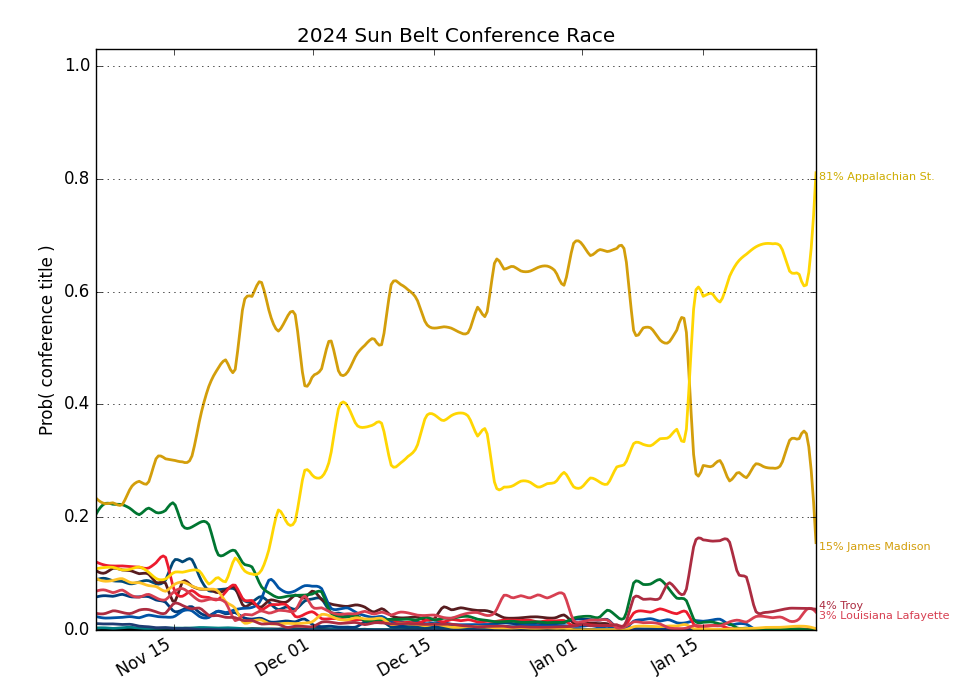 2024 Sun Belt Conference Race
Prob( conference title )
1.0
0.8
0.6
0.4
0.2
0.0
81% Appalachian St.
15% James Madison
4% Troy
3% Louisiana Lafayette
Nov 15
Dec 01
Dec 15
Jan 01
Jan 15